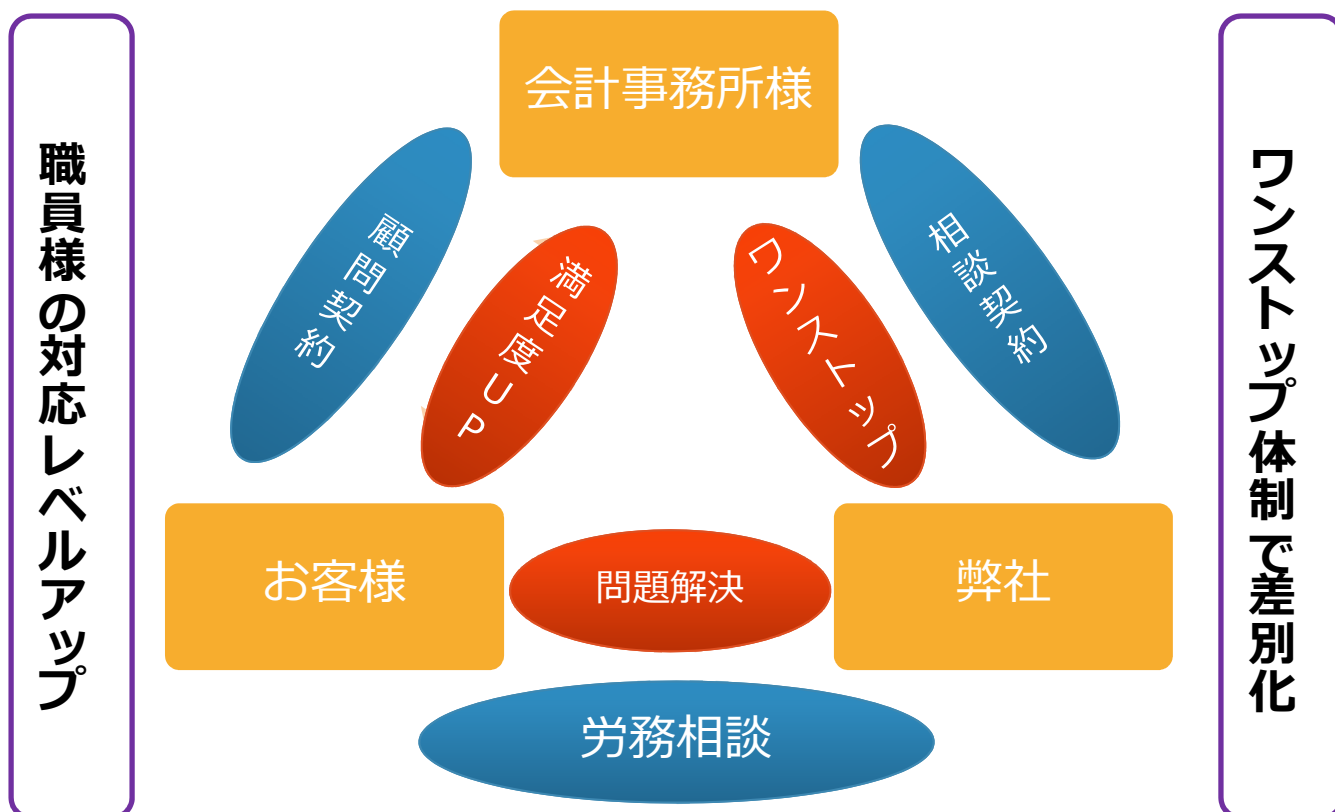 会計事務所様
職員様の対応レベルアップ
顧問契約
満足度UP
ワンストップ
相談契約
ワンストップ体制で差別化
お客様
問題解決
弊社
労務相談